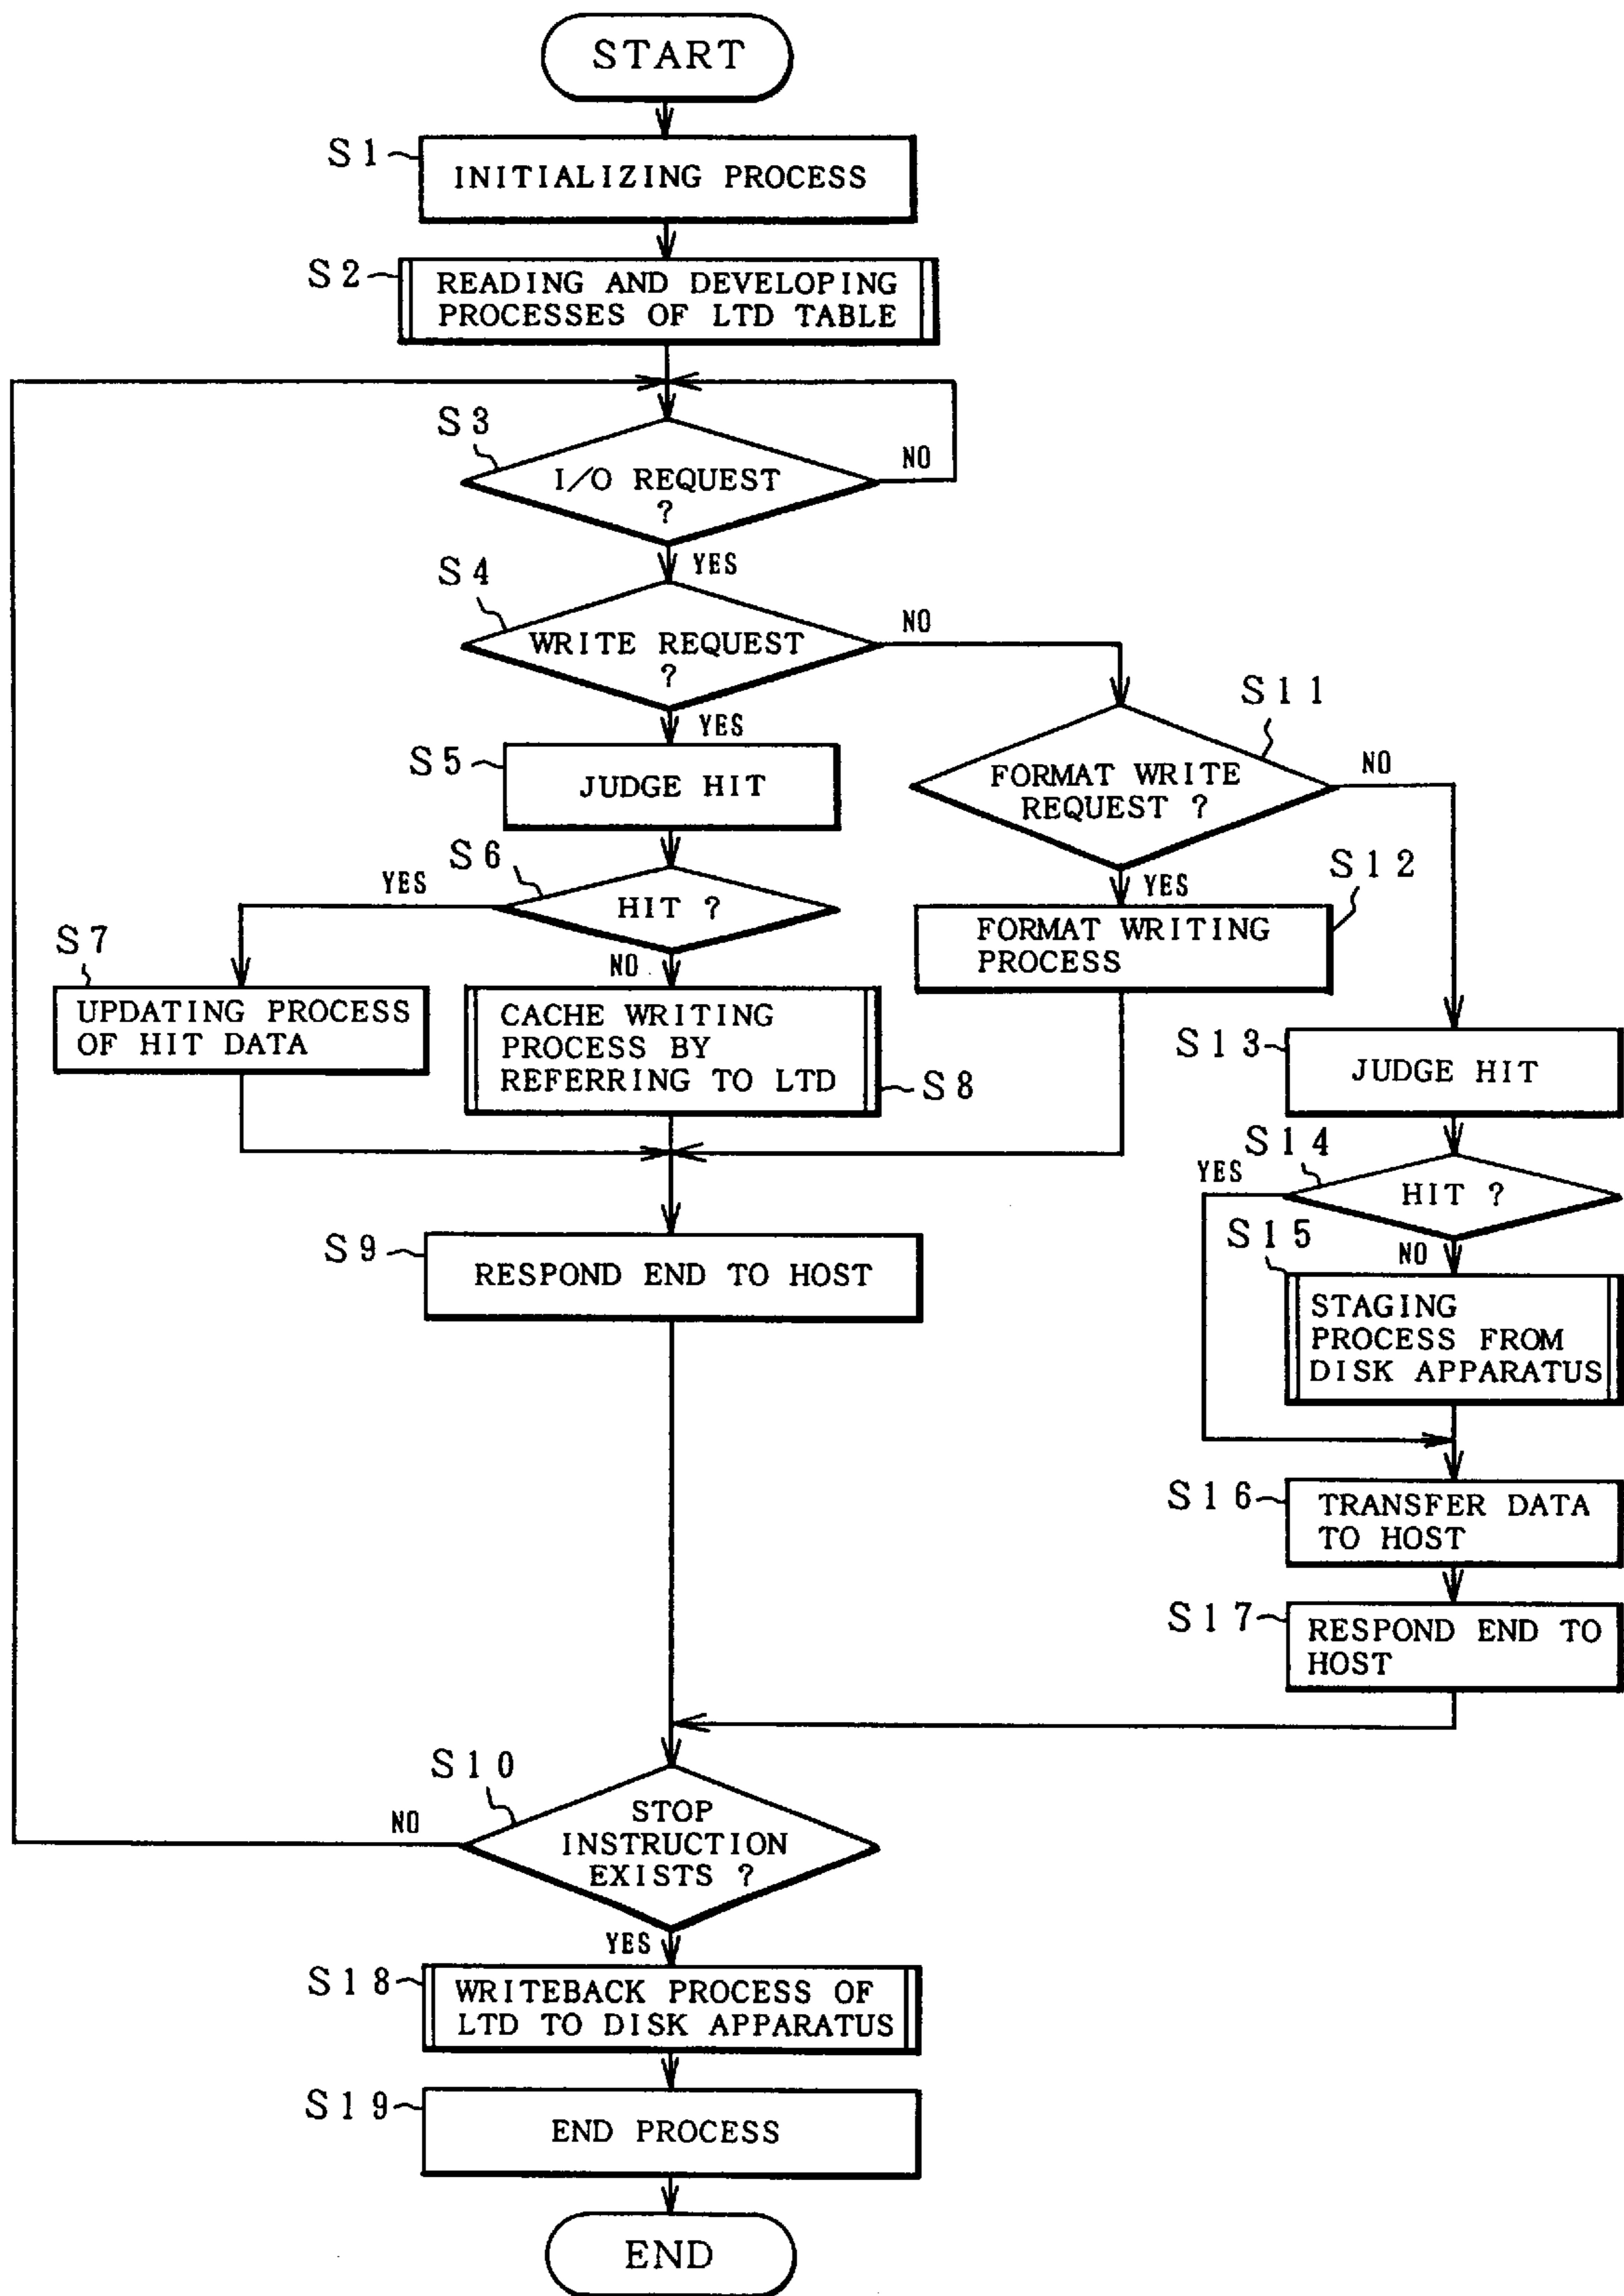 START
S1
INITIALIZING PROCESS
S2
READING AND DEVELOPING
PROCESSES OF LTD TABLE
S3
I/O REQUEST
?
NO
YES
S4
WRITE REQUEST
?
NO
YES
S5
JUDGE HIT
S6
HIT ?
YES
NO
S7
UPDATING PROCESS
OF HIT DATA
CACHE WRITING
PROCESS BY
REFERRING TO LTD
S8
S11
FORMAT WRITE
REQUEST ?
NO
YES
S12
FORMAT WRITING
PROCESS
S13
JUDGE HIT
S14
HIT ?
YES
NO
S15
STAGING
PROCESS FROM
DISK APPARATUS
S9
RESPOND END TO HOST
S16
TRANSFER DATA
TO HOST
S17
RESPOND END TO
HOST
S10
STOP
INSTRUCTION
EXISTS ?
NO
YES
S18
WRITEBACK PROCESS OF
LTD TO DISK APPARATUS
S19
END PROCESS
END